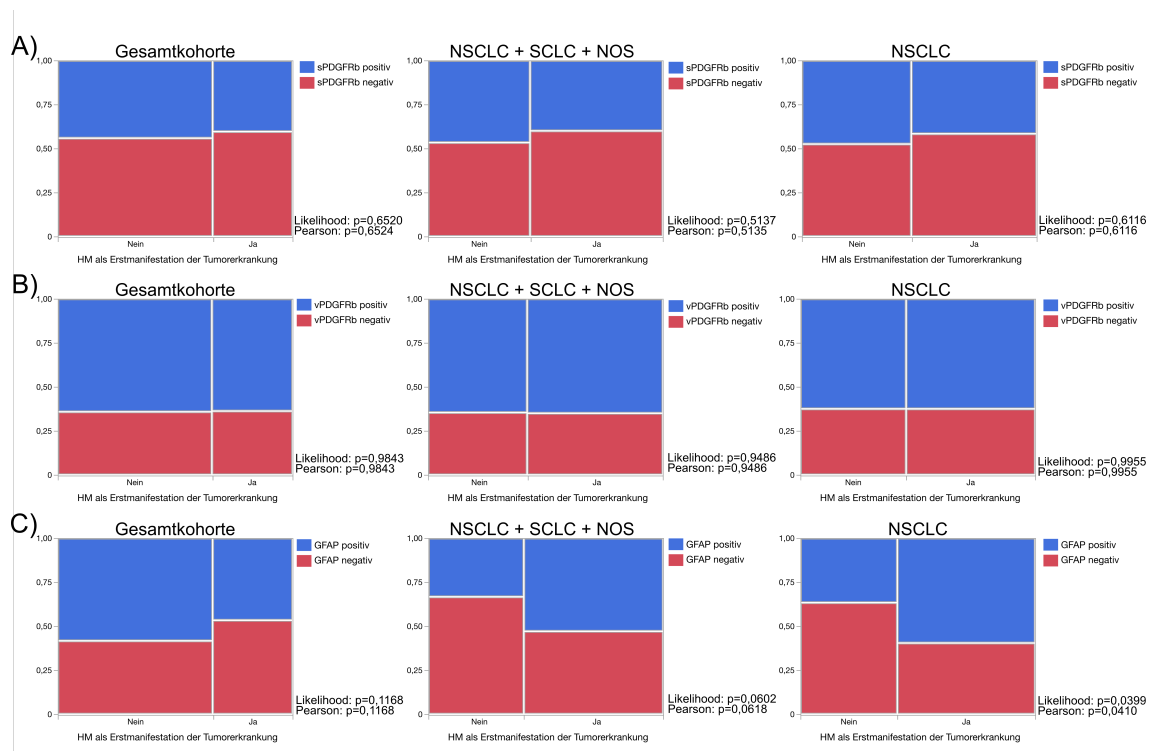 A)
Gesamtkohorte
1,00
0,75
0,50
0,25
0
sPDGFRb positiv
sPDGFRb negativ
Likelihood: p=0,6520
Pearson: p=0,6524
Nein
Ja
HM als Erstmanifestation der Tumorerkrankung
NSCLC + SCLC + NOS
1,00
0,75
0,50
0,25
0
sPDGFRb positiv
sPDGFRb negativ
Likelihood: p=0,5137
Pearson: p=0,5135
Nein
Ja
HM als Erstmanifestation der Tumorerkrankung
NSCLC
1,00
0,75
0,50
0,25
0
sPDGFRb positiv
sPDGFRb negativ
Likelihood: p=0,6116
Pearson: p=0,6116
Nein
Ja
HM als Erstmanifestation der Tumorerkrankung
B)
Gesamtkohorte
1,00
0,75
0,50
0,25
0
vPDGFRb positiv
vPDGFRb negativ
Likelihood: p=0,9843
Pearson: p=0,9843
Nein
Ja
HM als Erstmanifestation der Tumorerkrankung
NSCLC + SCLC + NOS
1,00
0,75
0,50
0,25
0
vPDGFRb positiv
vPDGFRb negativ
Likelihood: p=0,9486
Pearson: p=0,9486
Nein
Ja
HM als Erstmanifestation der Tumorerkrankung
NSCLC
1,00
0,75
0,50
0,25
0
vPDGFRb positiv
vPDGFRb negativ
Likelihood: p=0,9955
Pearson: p=0,9955
Nein
Ja
HM als Erstmanifestation der Tumorerkrankung
C)
Gesamtkohorte
1,00
0,75
0,50
0,25
0
GFAP positiv
GFAP negativ
Likelihood: p=0,1168
Pearson: p=0,1168
Nein
Ja
HM als Erstmanifestation der Tumorerkrankung
NSCLC + SCLC + NOS
1,00
0,75
0,50
0,25
0
GFAP positiv
GFAP negativ
Likelihood: p=0,0602
Pearson: p=0,0618
Nein
Ja
HM als Erstmanifestation der Tumorerkrankung
NSCLC
1,00
0,75
0,50
0,25
0
GFAP positiv
GFAP negativ
Likelihood: p=0,0399
Pearson: p=0,0410
Nein
Ja
HM als Erstmanifestation der Tumorerkrankung